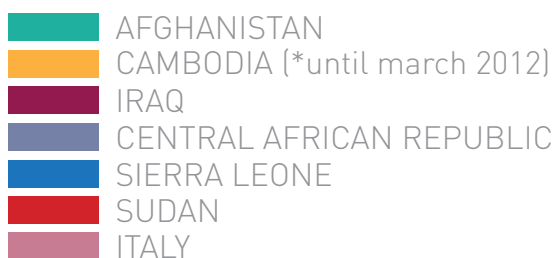 AFGHANISTAN
CAMBODIA (*until march 2012)
IRAQ
CENTRAL AFRICAN REPUBLIC
SIERRA LEONE
SUDAN
ITALY